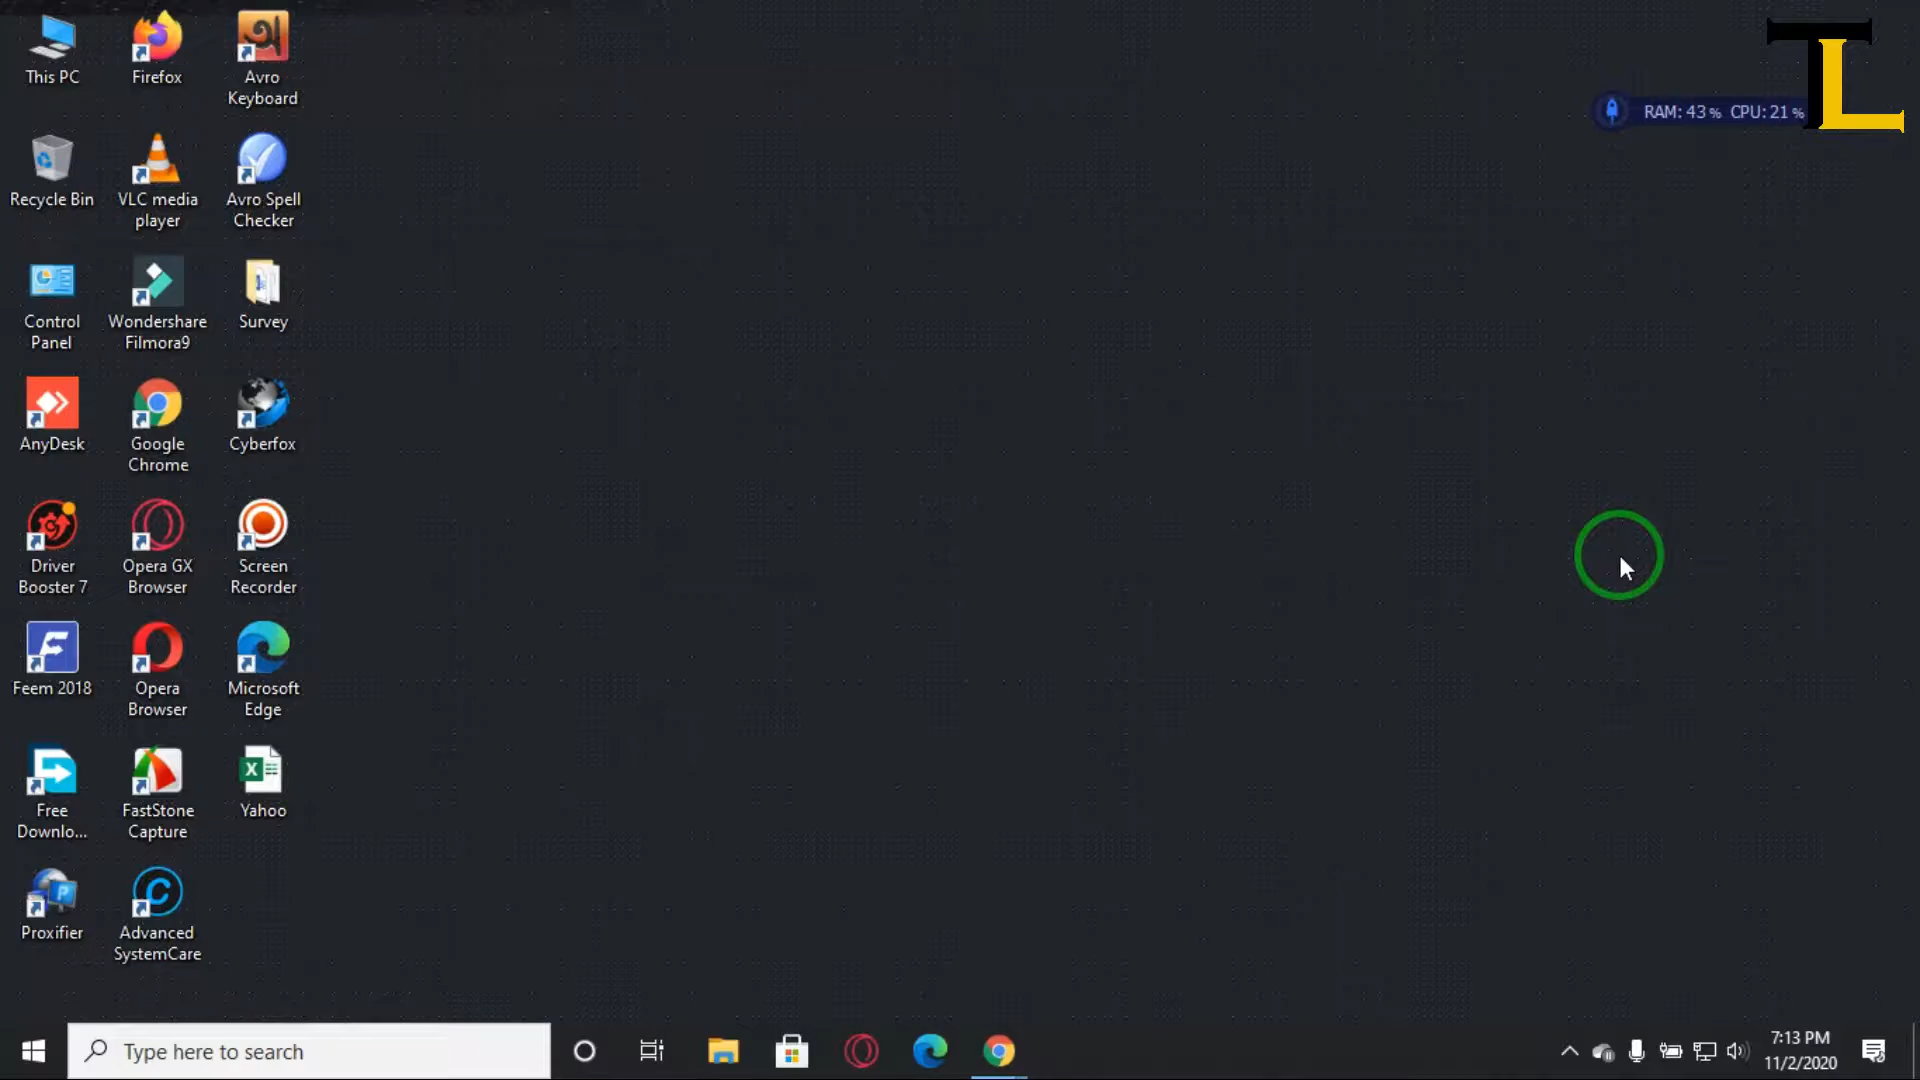 This PC
Firefox
Avro
Keyboard
Recycle Bin
VLC media
player
Avro Spell
Checker
Control
Panel
Wondershare
Filmora9
Survey
AnyDesk
Google
Chrome
Cyberfox
Driver
Booster 7
Opera GX
Browser
Screen
Recorder
Feem 2018
Opera
Browser
Microsoft
Edge
Free
Downlo...
FastStone
Capture
Yahoo
Proxifier
Advanced
SystemCare
TL
RAM: 43 % CPU: 21 %
Type here to search
7:13 PM
11/2/2020